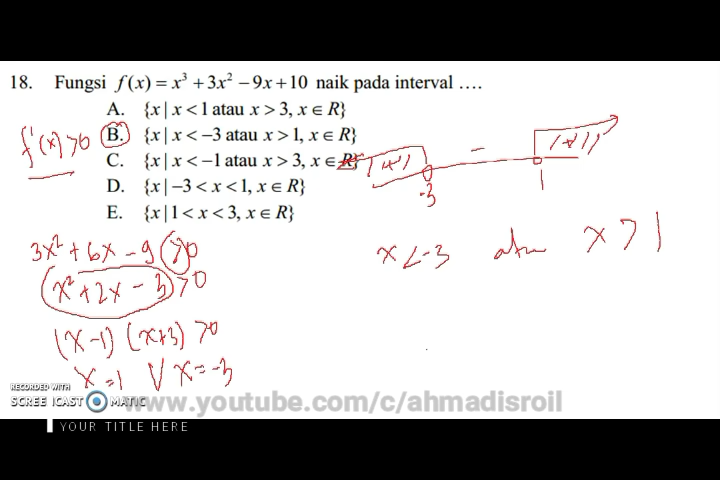 18. Fungsi f(x) = x³ + 3x² − 9x + 10 naik pada interval ….
A. {x | x < 1 atau x > 3, x ∈ R}
f'(x) > 0
B. {x | x < −3 atau x > 1, x ∈ R}
C. {x | x < −1 atau x > 3, x ∈ R}
D. {x | −3 < x < 1, x ∈ R}
E. {x | 1 < x < 3, x ∈ R}
(+) − (+)
-3 1
3x² + 6x − 9 > 0
x < -3 atau x > 1
(x² + 2x − 3) > 0
(x − 1) (x + 3) > 0
x = 1 V x = -3
RECORDED WITH
SCREENCAST MATIC
www.youtube.com/c/ahmadisroil
YOUR TITLE HERE